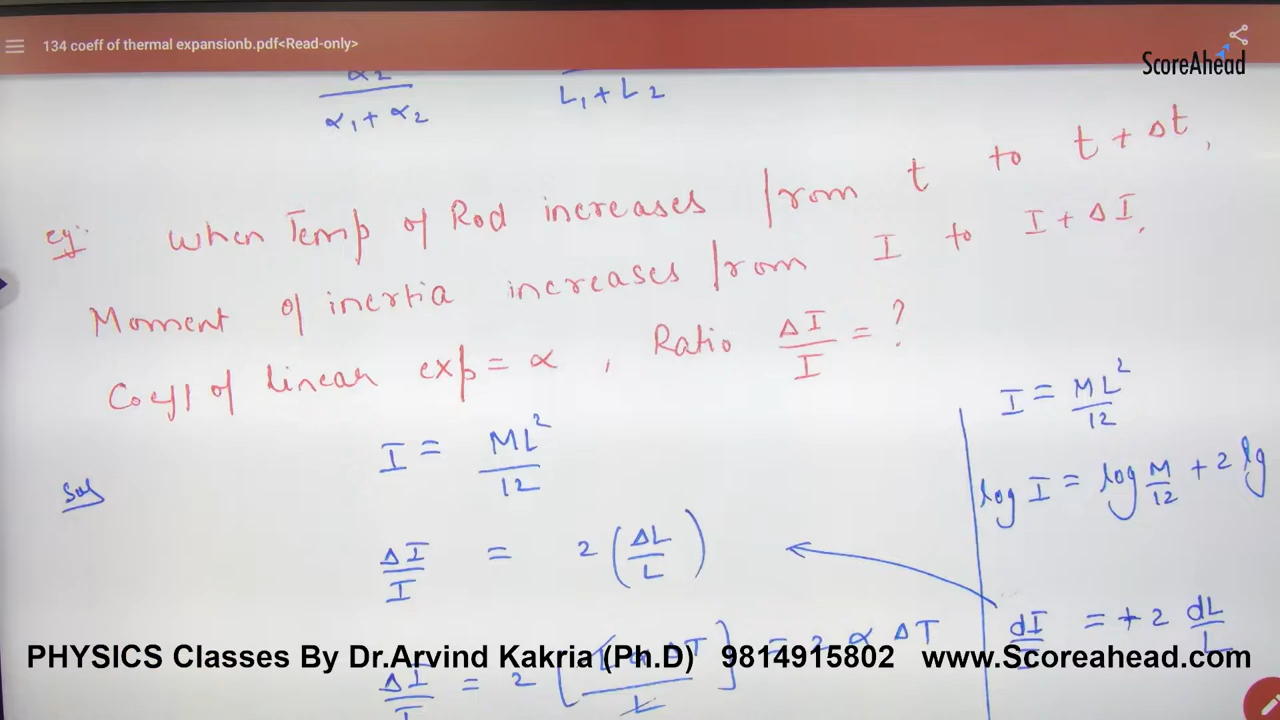 134 coeff of thermal expansionb.pdf<Read-only>
ScoreAhead
α2
α1 + α2
L1 + L2
eg:- When Temp of Rod increases from t to t + Δt,
Moment of inertia increases from I to I + ΔI,
Coeff of linear exp = α , Ratio ΔI/I = ?
Sol
I = ML²/12
ΔI/I = 2 (ΔL/L)
I = ML²/12
log I = log M/12 + 2 lg
dI/I = + 2 dL/L
ΔI/I = 2 [L α ΔT/L] = 2 α ΔT
PHYSICS Classes By Dr.Arvind Kakria (Ph.D) 9814915802 www.Scoreahead.com